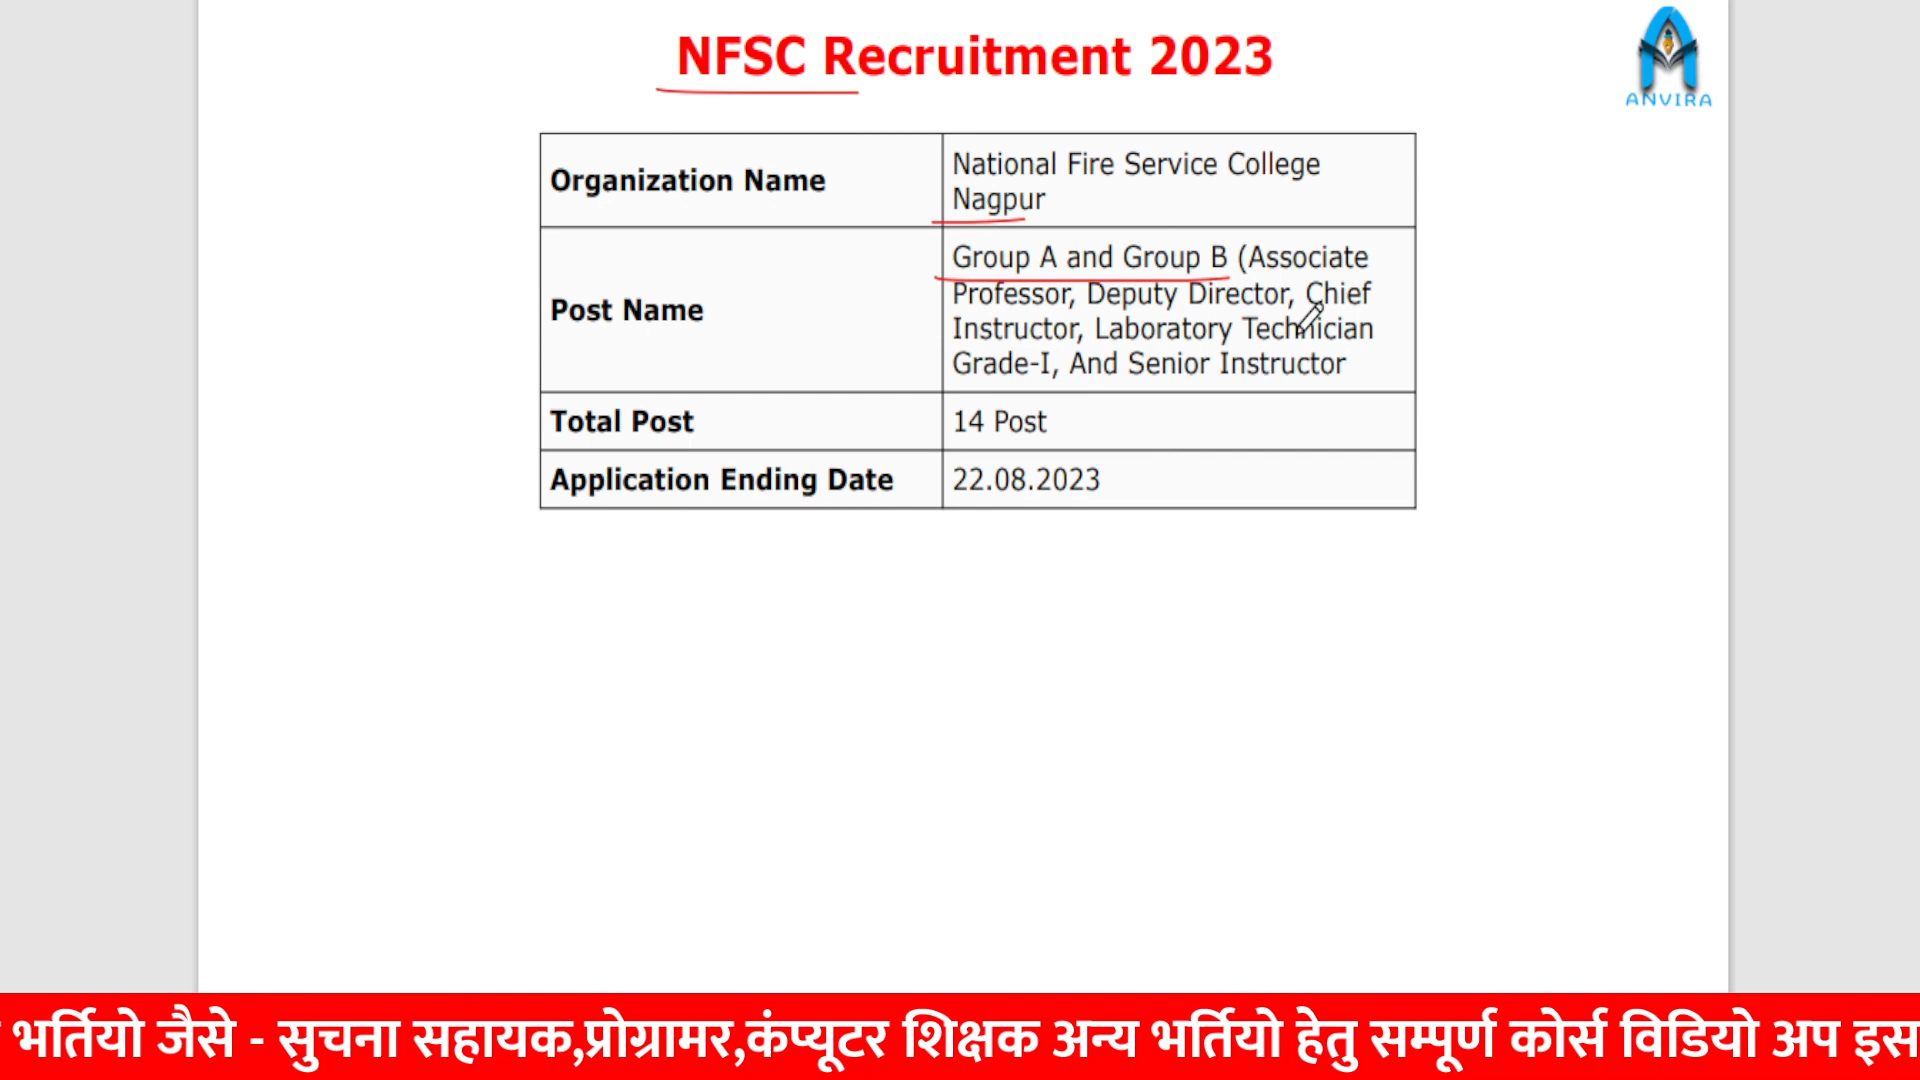 NFSC Recruitment 2023
ANVIRA
Organization Name
National Fire Service College
Nagpur
Post Name
Group A and Group B (Associate
Professor, Deputy Director, Chief
Instructor, Laboratory Technician
Grade-I, And Senior Instructor
Total Post
14 Post
Application Ending Date
22.08.2023
भर्तियो जैसे - सुचना सहायक,प्रोग्रामर,कंप्यूटर शिक्षक अन्य भर्तियो हेतु सम्पूर्ण कोर्स विडियो अप इस